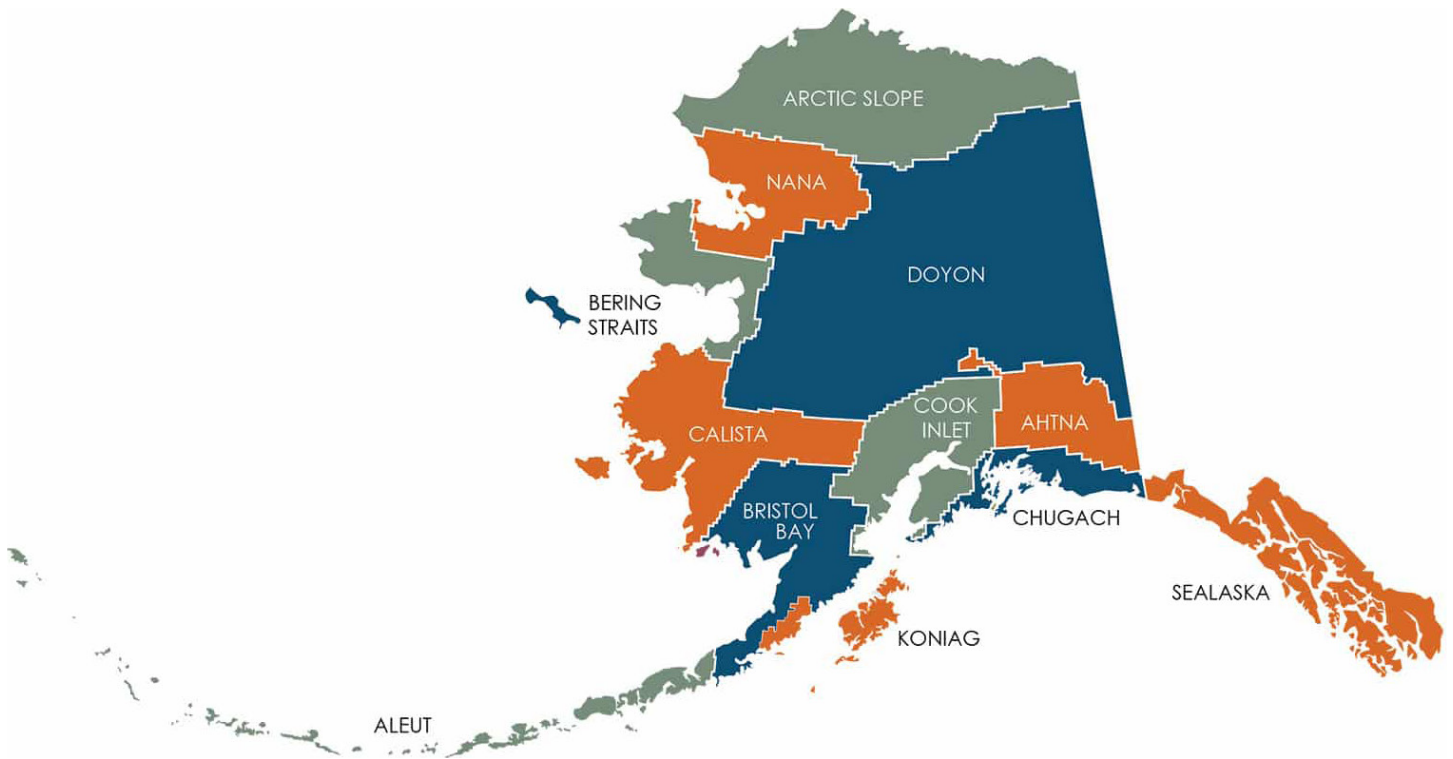 ARCTIC SLOPE
NANA
DOYON
BERING
STRAITS
COOK
INLET
AHTNA
CALISTA
BRISTOL
BAY
CHUGACH
SEALASKA
KONIAG
ALEUT